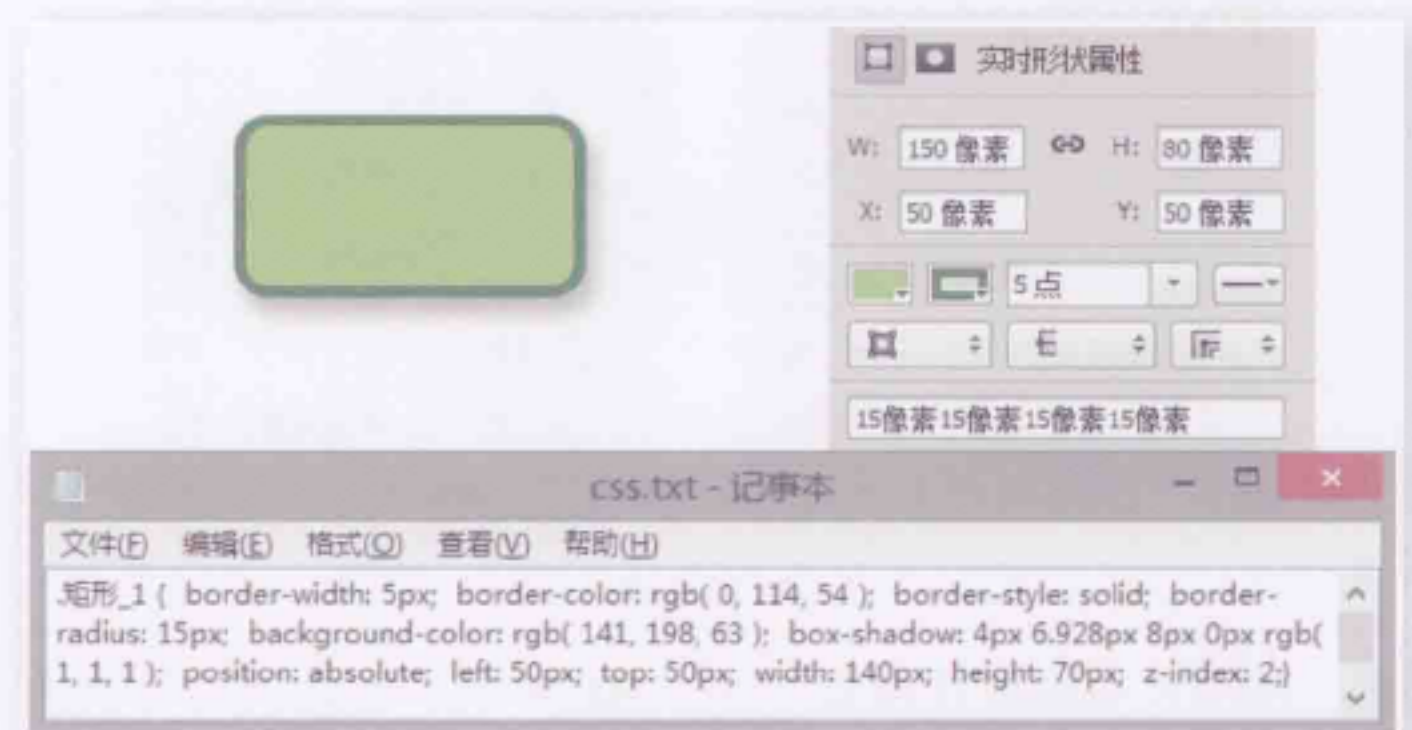 实时形状属性
W: 150 像素 H: 80 像素
X: 50 像素 Y: 50 像素
5 点
15像素15像素15像素15像素
css.txt - 记事本
文件(F) 编辑(E) 格式(O) 查看(V) 帮助(H)
.矩形_1 { border-width: 5px; border-color: rgb( 0, 114, 54 ); border-style: solid; border-
radius: 15px; background-color: rgb( 141, 198, 63 ); box-shadow: 4px 6.928px 8px 0px rgb(
1, 1, 1 ); position: absolute; left: 50px; top: 50px; width: 140px; height: 70px; z-index: 2;}